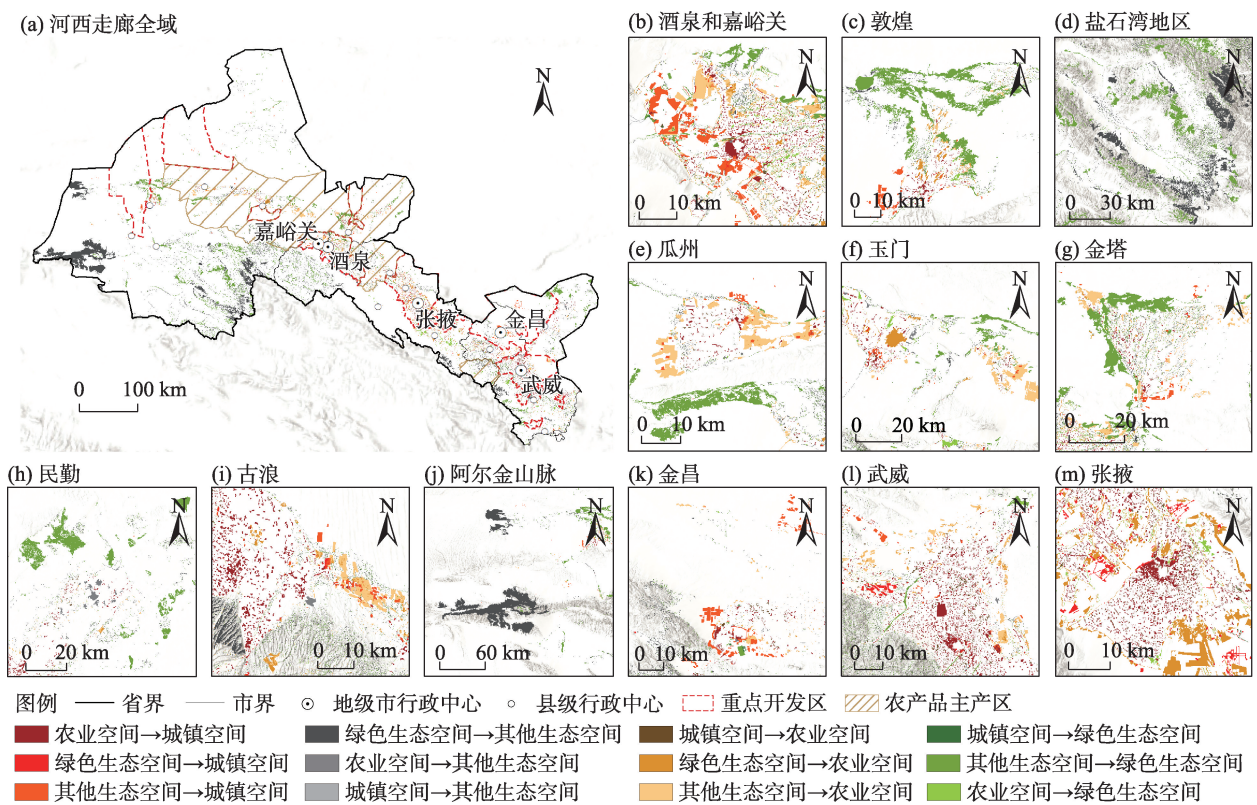 (a) 河西走廊全域
N
嘉峪关
酒泉
张掖
金昌
武威
0 100 km
(b) 酒泉和嘉峪关
N
0 10 km
(c) 敦煌
N
0 10 km
(d) 盐石湾地区
N
0 30 km
(e) 瓜州
N
0 10 km
(f) 玉门
N
0 20 km
(g) 金塔
N
0 20 km
(h) 民勤
N
0 20 km
(i) 古浪
N
0 10 km
(j) 阿尔金山脉
N
0 60 km
(k) 金昌
N
0 10 km
(l) 武威
N
0 10 km
(m) 张掖
N
0 10 km
图例 省界 市界 地级市行政中心 县级行政中心 重点开发区 农产品主产区
农业空间→城镇空间 绿色生态空间→其他生态空间 城镇空间→农业空间 城镇空间→绿色生态空间
绿色生态空间→城镇空间 农业空间→其他生态空间 绿色生态空间→农业空间 其他生态空间→绿色生态空间
其他生态空间→城镇空间 城镇空间→其他生态空间 其他生态空间→农业空间 农业空间→绿色生态空间